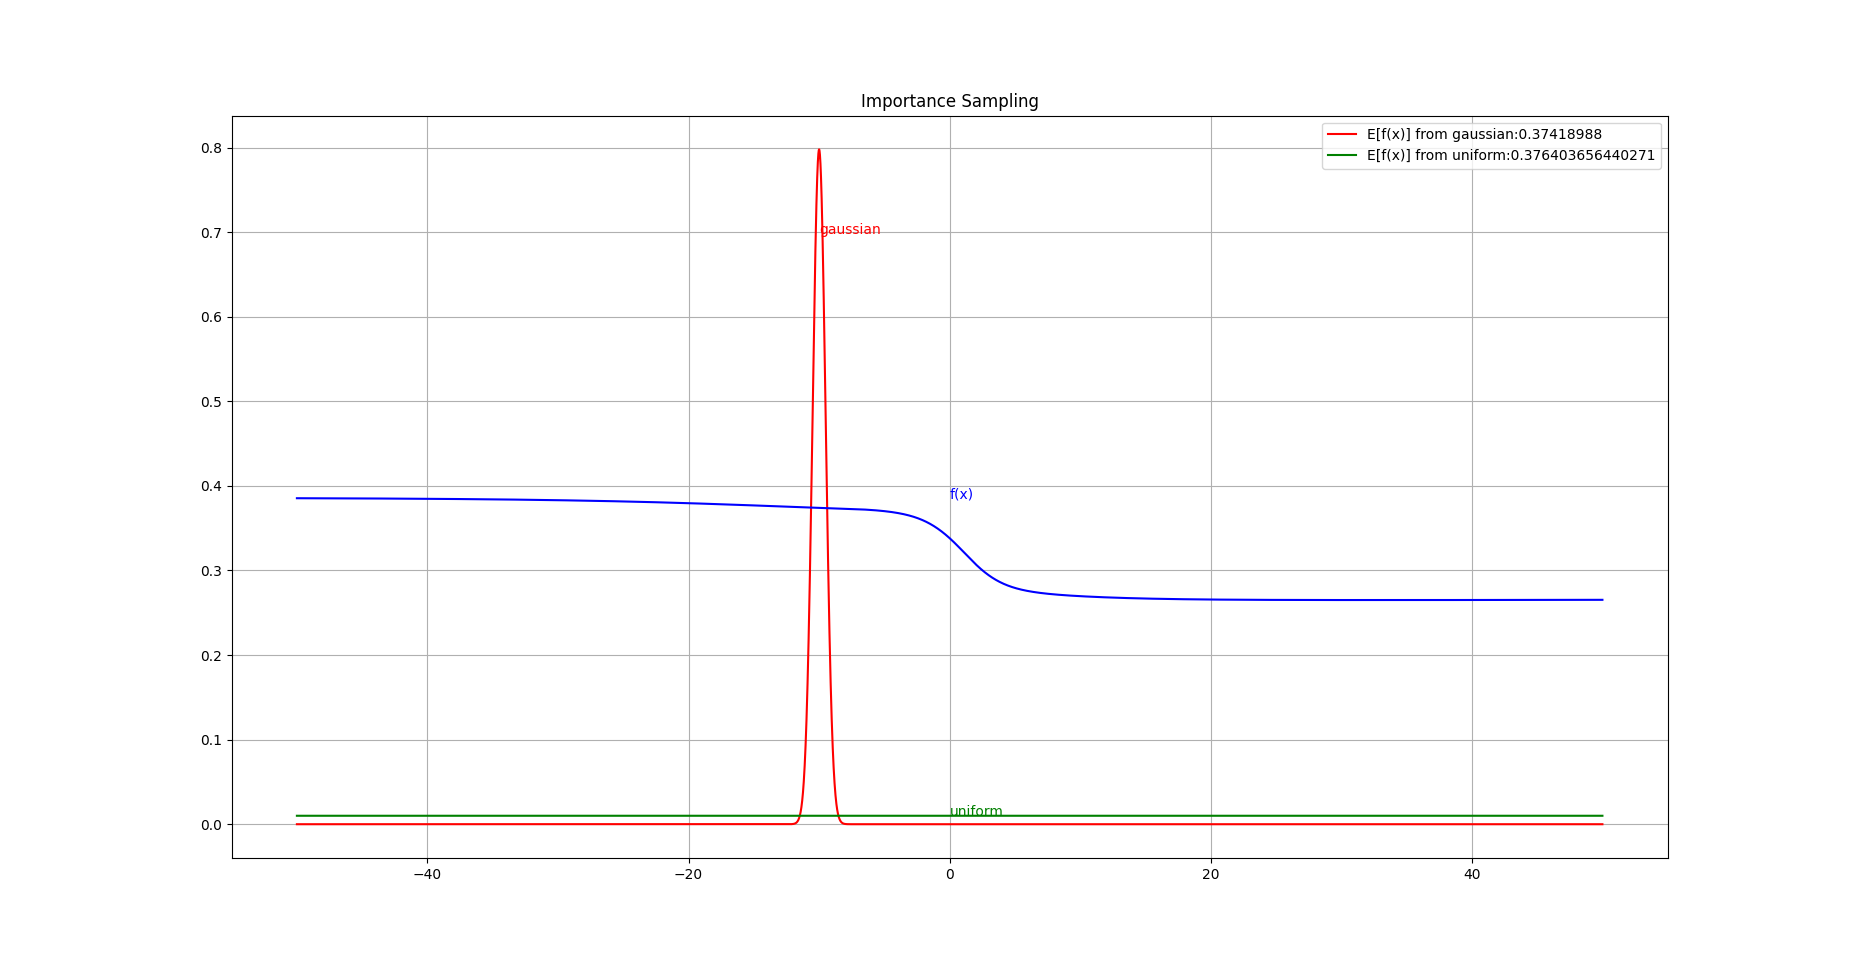 Importance Sampling
E[f(x)] from gaussian:0.37418988
E[f(x)] from uniform:0.376403656440271
0.8
0.7
gaussian
0.6
0.5
0.4
f(x)
0.3
0.2
0.1
uniform
0.0
−40
−20
0
20
40